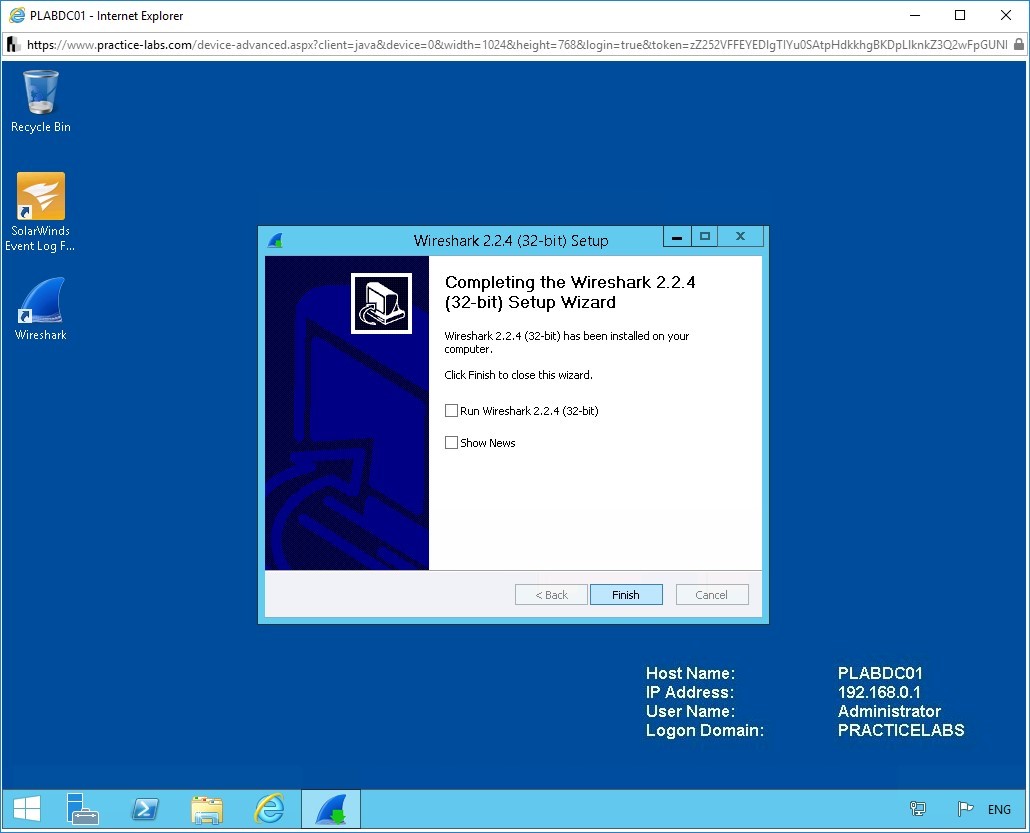 PLABDC01 - Internet Explorer
https://www.practice-labs.com/device-advanced.aspx?client=java&device=0&width=1024&height=768&login=true&token=
Recycle Bin
SolarWinds
Event Log F...
Wireshark
Wireshark 2.2.4 (32-bit) Setup
Completing the Wireshark 2.2.4
(32-bit) Setup Wizard
Wireshark 2.2.4 (32-bit) has been installed on your
computer.
Click Finish to close this wizard.
Run Wireshark 2.2.4 (32-bit)
Show News
< Back
Finish
Cancel
Host Name: PLABDC01
IP Address: 192.168.0.1
User Name: Administrator
Logon Domain: PRACTICELABS
ENG